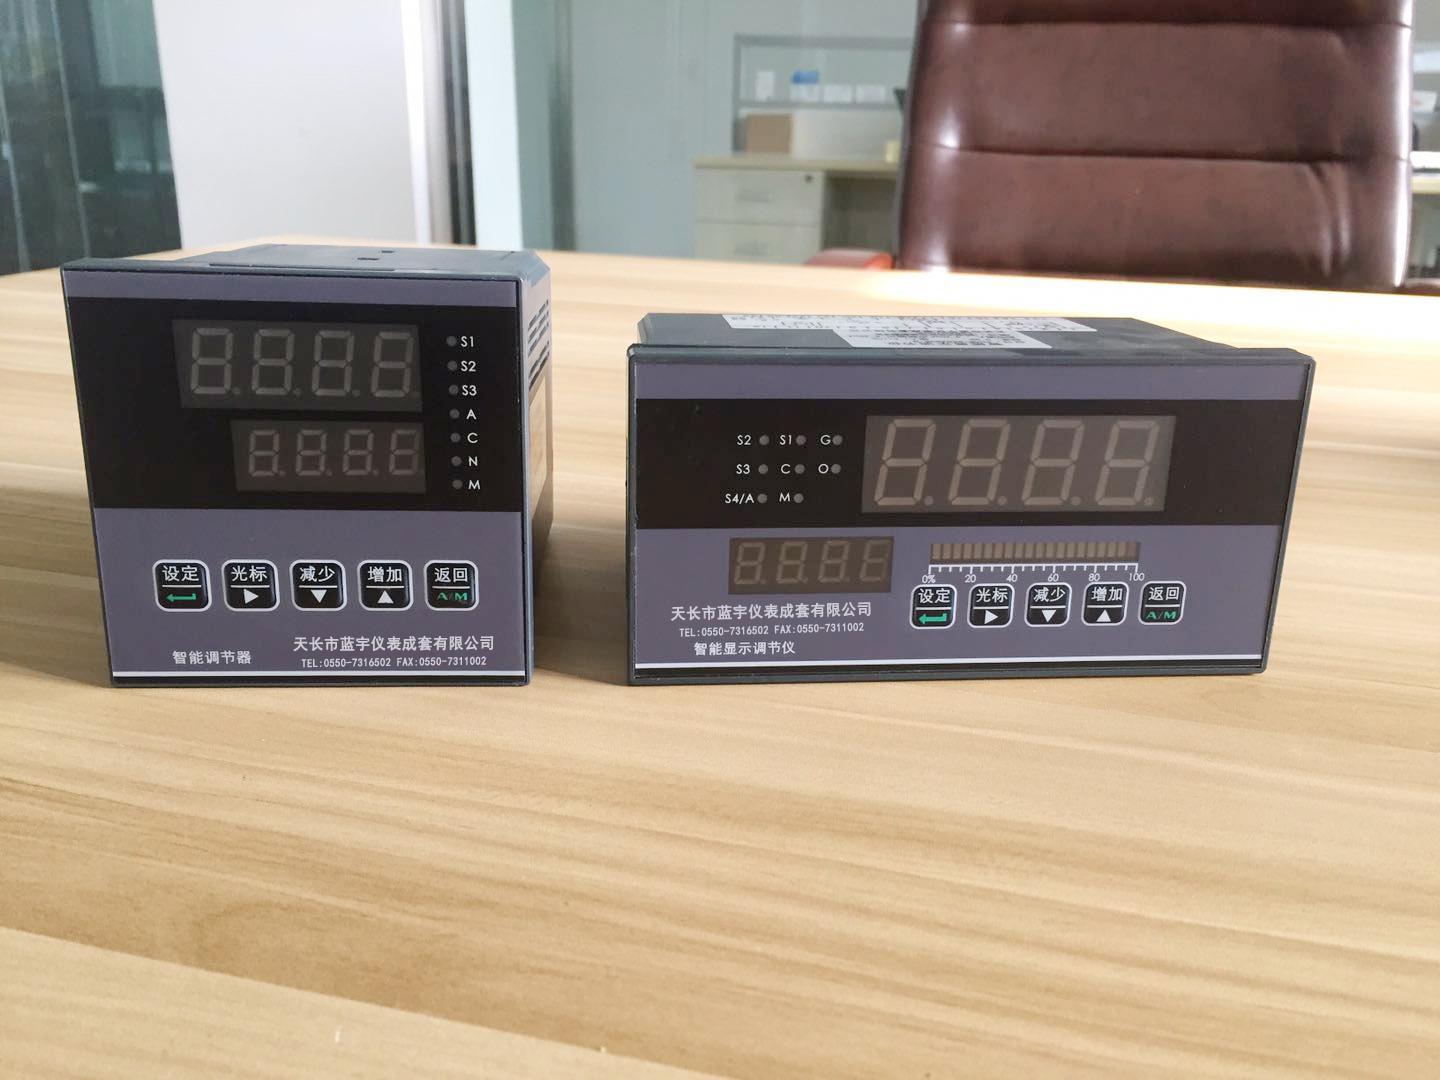 S1
S2
S3
A
C
N
M
设定 光标 减少 增加 返回
A/M
智能调节器
天长市蓝宇仪表成套有限公司
TEL:0550-7316502 FAX:0550-7311002
S2 S1 G
S3 C O
S4/A M
0% 20 40 60 80 100
设定 光标 减少 增加 返回
A/M
天长市蓝宇仪表成套有限公司
TEL:0550-7316502 FAX:0550-7311002
智能显示调节仪